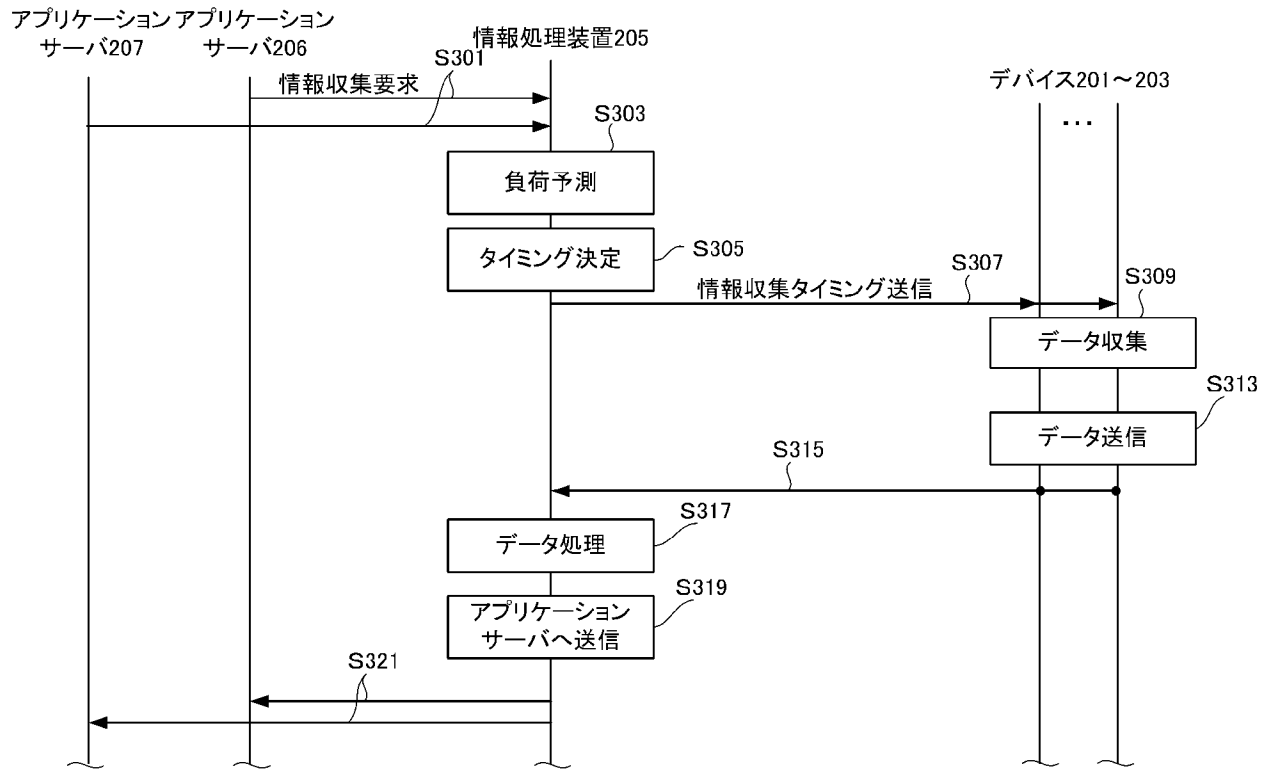 アプリケーション
サーバ207
アプリケーション
サーバ206
情報処理装置205
デバイス201～203
S301
情報収集要求
...
S303
負荷予測
S305
タイミング決定
S307
情報収集タイミング送信
S309
データ収集
S313
データ送信
S315
S317
データ処理
S319
アプリケーション
サーバへ送信
S321